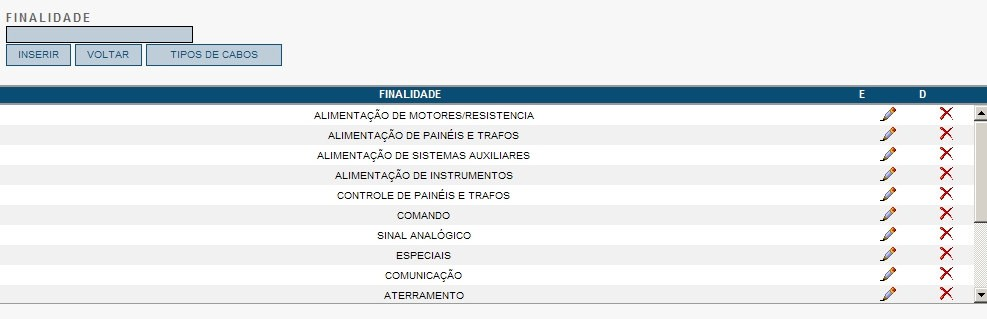 FINALIDADE
INSERIR VOLTAR TIPOS DE CABOS
FINALIDADE E D
ALIMENTAÇÃO DE MOTORES/RESISTENCIA
ALIMENTAÇÃO DE PAINÉIS E TRAFOS
ALIMENTAÇÃO DE SISTEMAS AUXILIARES
ALIMENTAÇÃO DE INSTRUMENTOS
CONTROLE DE PAINÉIS E TRAFOS
COMANDO
SINAL ANALÓGICO
ESPECIAIS
COMUNICAÇÃO
ATERRAMENTO